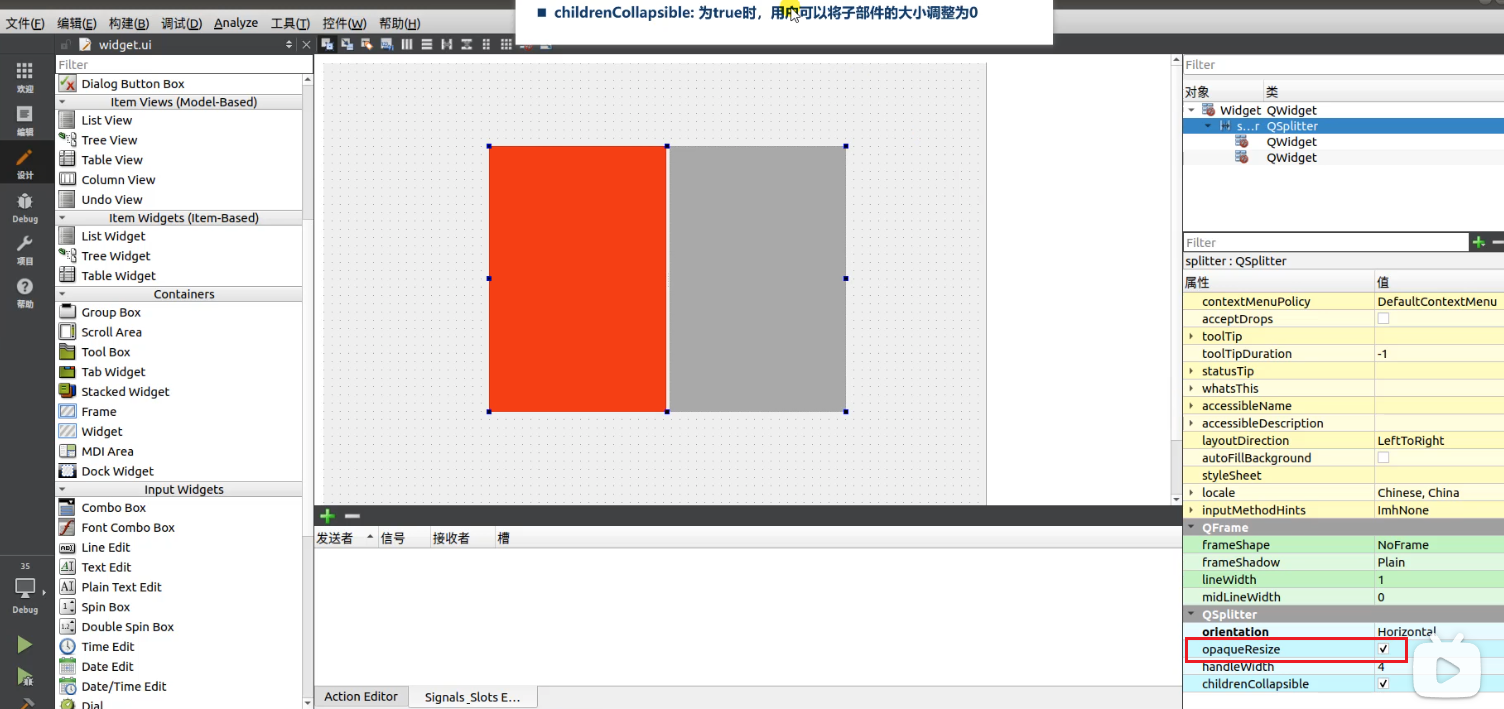 ■ childrenCollapsible: 为true时，用户可以将子部件的大小调整为0
文件(F) 编辑(E) 构建(B) 调试(D) Analyze 工具(T) 控件(W) 帮助(H)
widget.ui
欢迎
编辑
设计
Debug
项目
帮助
35
Debug
Filter
Dialog Button Box
Item Views (Model-Based)
List View
Tree View
Table View
Column View
Undo View
Item Widgets (Item-Based)
List Widget
Tree Widget
Table Widget
Containers
Group Box
Scroll Area
Tool Box
Tab Widget
Stacked Widget
Frame
Widget
MDI Area
Dock Widget
Input Widgets
Combo Box
Font Combo Box
Line Edit
Text Edit
Plain Text Edit
Spin Box
Double Spin Box
Time Edit
Date Edit
Date/Time Edit
Dial
发送者 信号 接收者 槽
Action Editor Signals_Slots E...
Filter
对象 类
Widget QWidget
s...r QSplitter
QWidget
QWidget
Filter
splitter : QSplitter
属性 值
contextMenuPolicy DefaultContextMenu
acceptDrops
toolTip
toolTipDuration -1
statusTip
whatsThis
accessibleName
accessibleDescription
layoutDirection LeftToRight
autoFillBackground
styleSheet
locale Chinese, China
inputMethodHints ImhNone
QFrame
frameShape NoFrame
frameShadow Plain
lineWidth 1
midLineWidth 0
QSplitter
orientation Horizontal
opaqueResize
handleWidth 4
childrenCollapsible